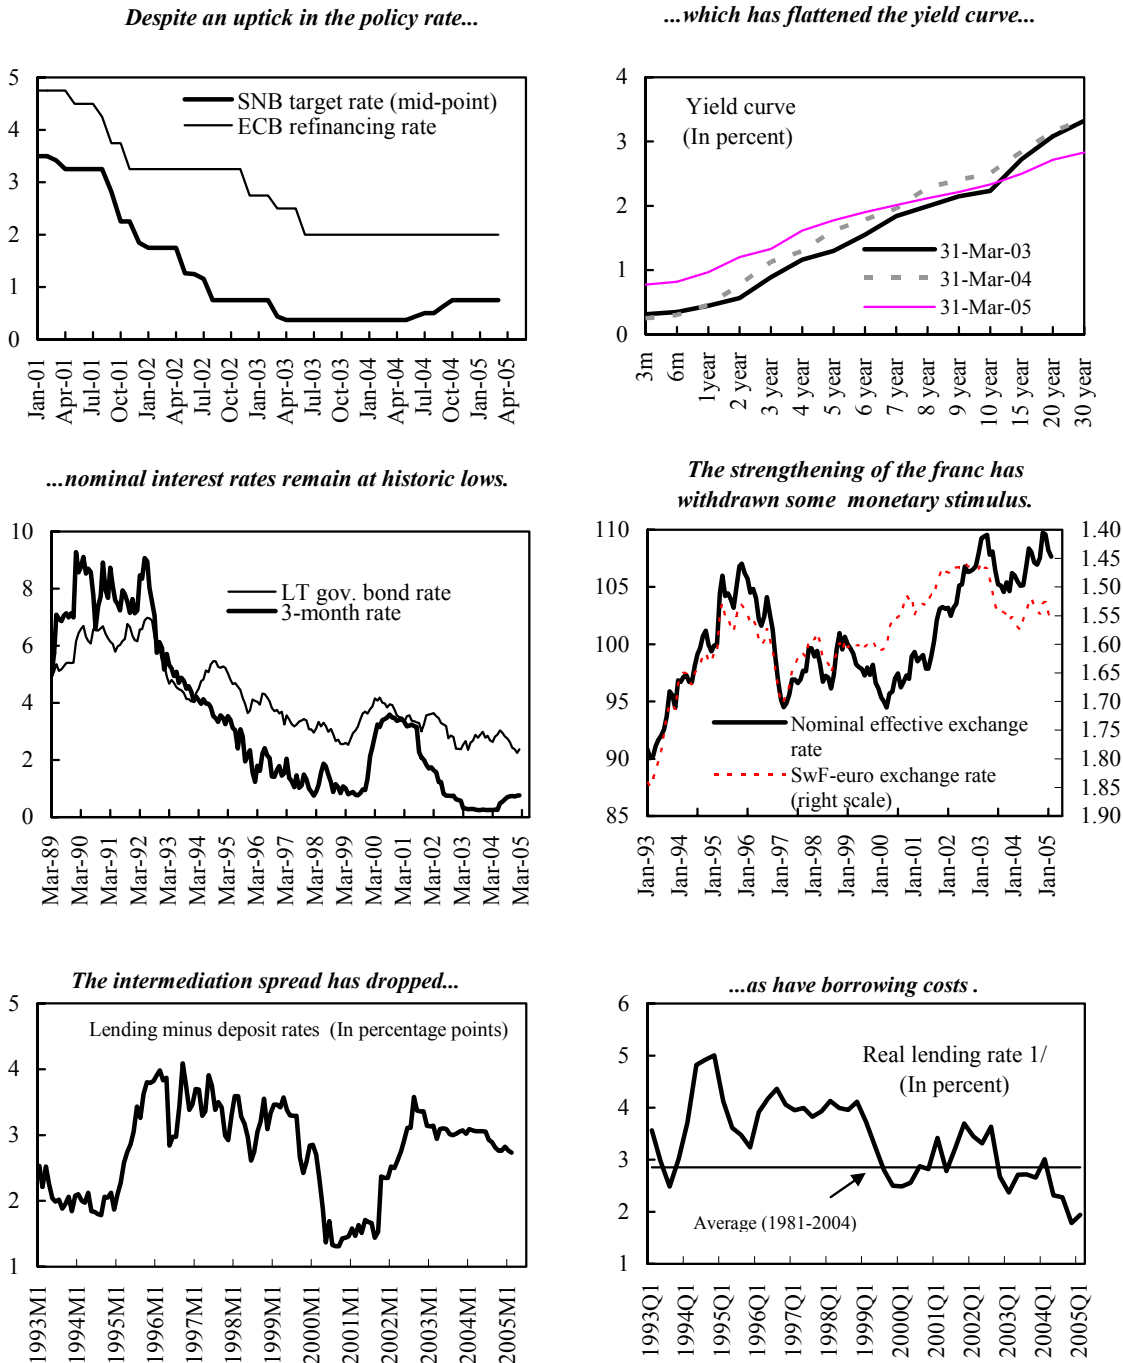 Despite an uptick in the policy rate...
5
4
3
2
1
0
SNB target rate (mid-point)
ECB refinancing rate
Jan-01
Apr-01
Jul-01
Oct-01
Jan-02
Apr-02
Jul-02
Oct-02
Jan-03
Apr-03
Jul-03
Oct-03
Jan-04
Apr-04
Jul-04
Oct-04
Jan-05
Apr-05
...which has flattened the yield curve...
4
3
2
1
0
Yield curve
(In percent)
31-Mar-03
31-Mar-04
31-Mar-05
3m
6m
1year
2 year
3 year
4 year
5 year
6 year
7 year
8 year
9 year
10 year
15 year
20 year
30 year
...nominal interest rates remain at historic lows.
10
8
6
4
2
0
LT gov. bond rate
3-month rate
Mar-89
Mar-90
Mar-91
Mar-92
Mar-93
Mar-94
Mar-95
Mar-96
Mar-97
Mar-98
Mar-99
Mar-00
Mar-01
Mar-02
Mar-03
Mar-04
Mar-05
The strengthening of the franc has
withdrawn some monetary stimulus.
110
105
100
95
90
85
1.40
1.45
1.50
1.55
1.60
1.65
1.70
1.75
1.80
1.85
1.90
Nominal effective exchange
rate
SwF-euro exchange rate
(right scale)
Jan-93
Jan-94
Jan-95
Jan-96
Jan-97
Jan-98
Jan-99
Jan-00
Jan-01
Jan-02
Jan-03
Jan-04
Jan-05
The intermediation spread has dropped...
5
4
3
2
1
Lending minus deposit rates (In percentage points)
1993M1
1994M1
1995M1
1996M1
1997M1
1998M1
1999M1
2000M1
2001M1
2002M1
2003M1
2004M1
2005M1
...as have borrowing costs .
6
5
4
3
2
1
Real lending rate 1/
(In percent)
Average (1981-2004)
1993Q1
1994Q1
1995Q1
1996Q1
1997Q1
1998Q1
1999Q1
2000Q1
2001Q1
2002Q1
2003Q1
2004Q1
2005Q1